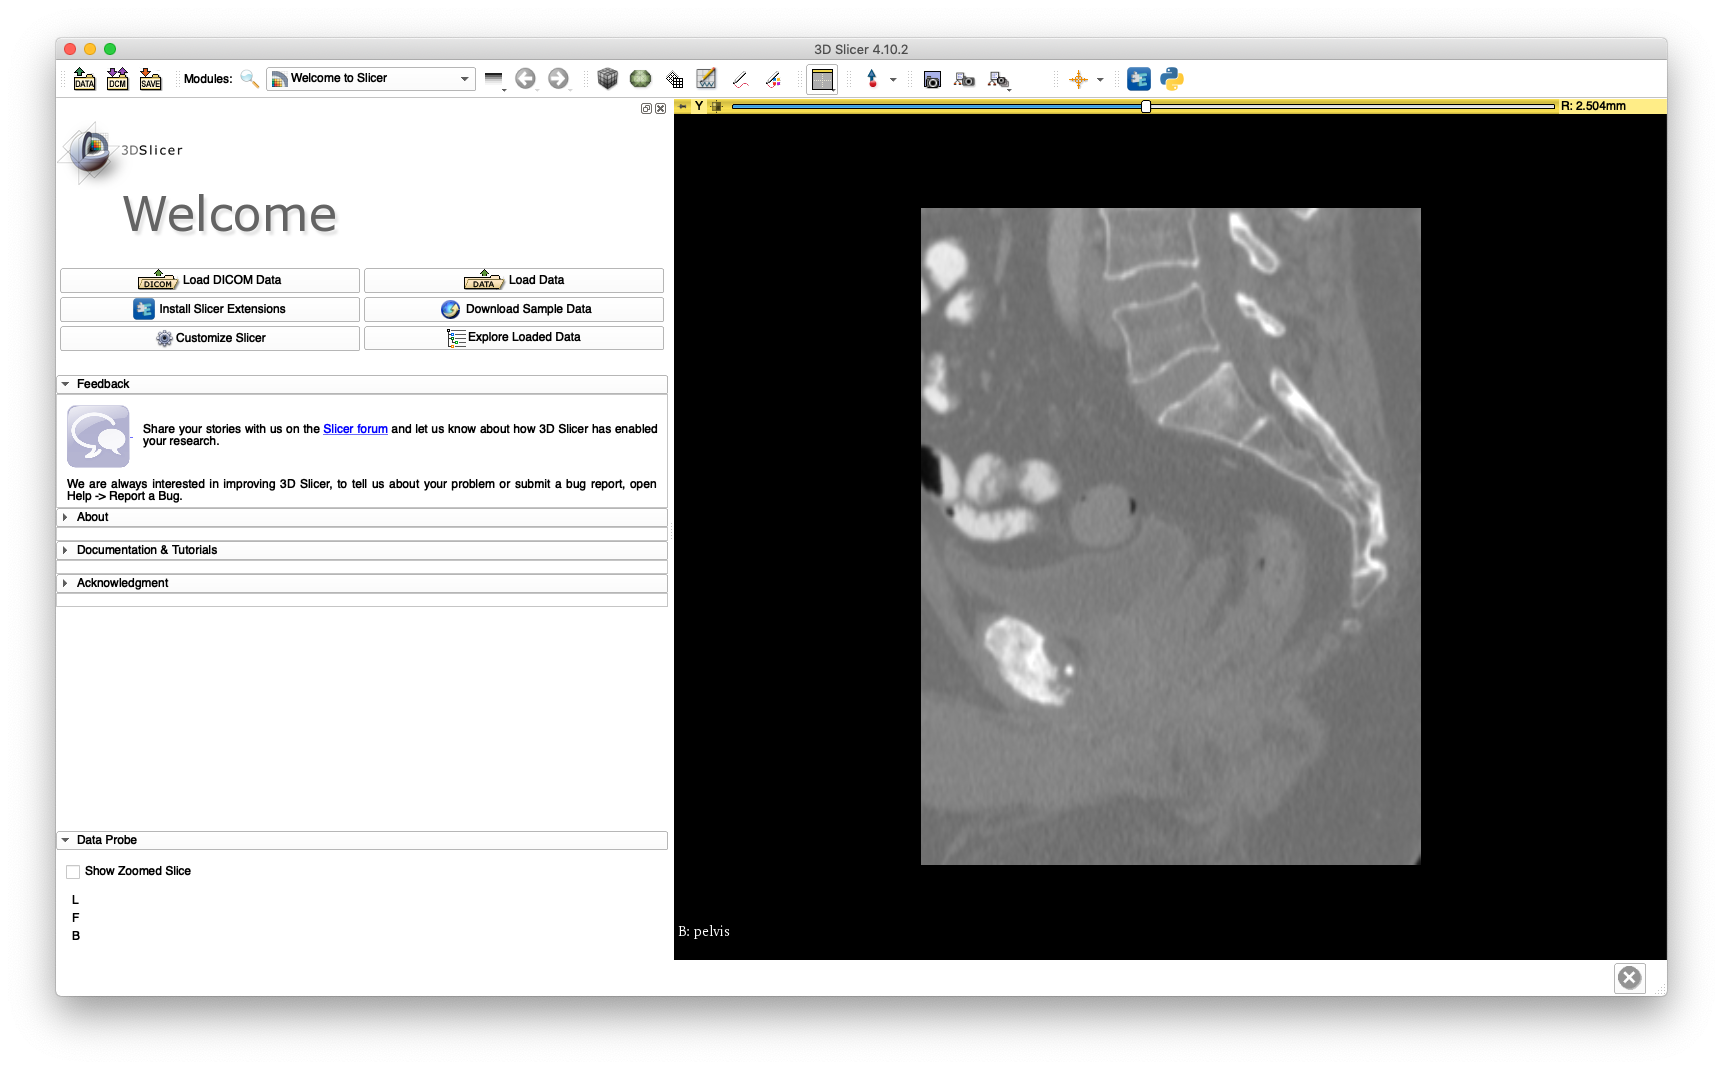 3D Slicer 4.10.2
DATA
DCM
SAVE
Modules:
Welcome to Slicer
Y
R: 2.504mm
3DSlicer
Welcome
DICOM Load DICOM Data
DATA Load Data
Install Slicer Extensions
Download Sample Data
Customize Slicer
Explore Loaded Data
Feedback
Share your stories with us on the Slicer forum and let us know about how 3D Slicer has enabled
your research.
We are always interested in improving 3D Slicer, to tell us about your problem or submit a bug report, open
Help -> Report a Bug.
About
Documentation & Tutorials
Acknowledgment
Data Probe
Show Zoomed Slice
L
F
B
B: pelvis